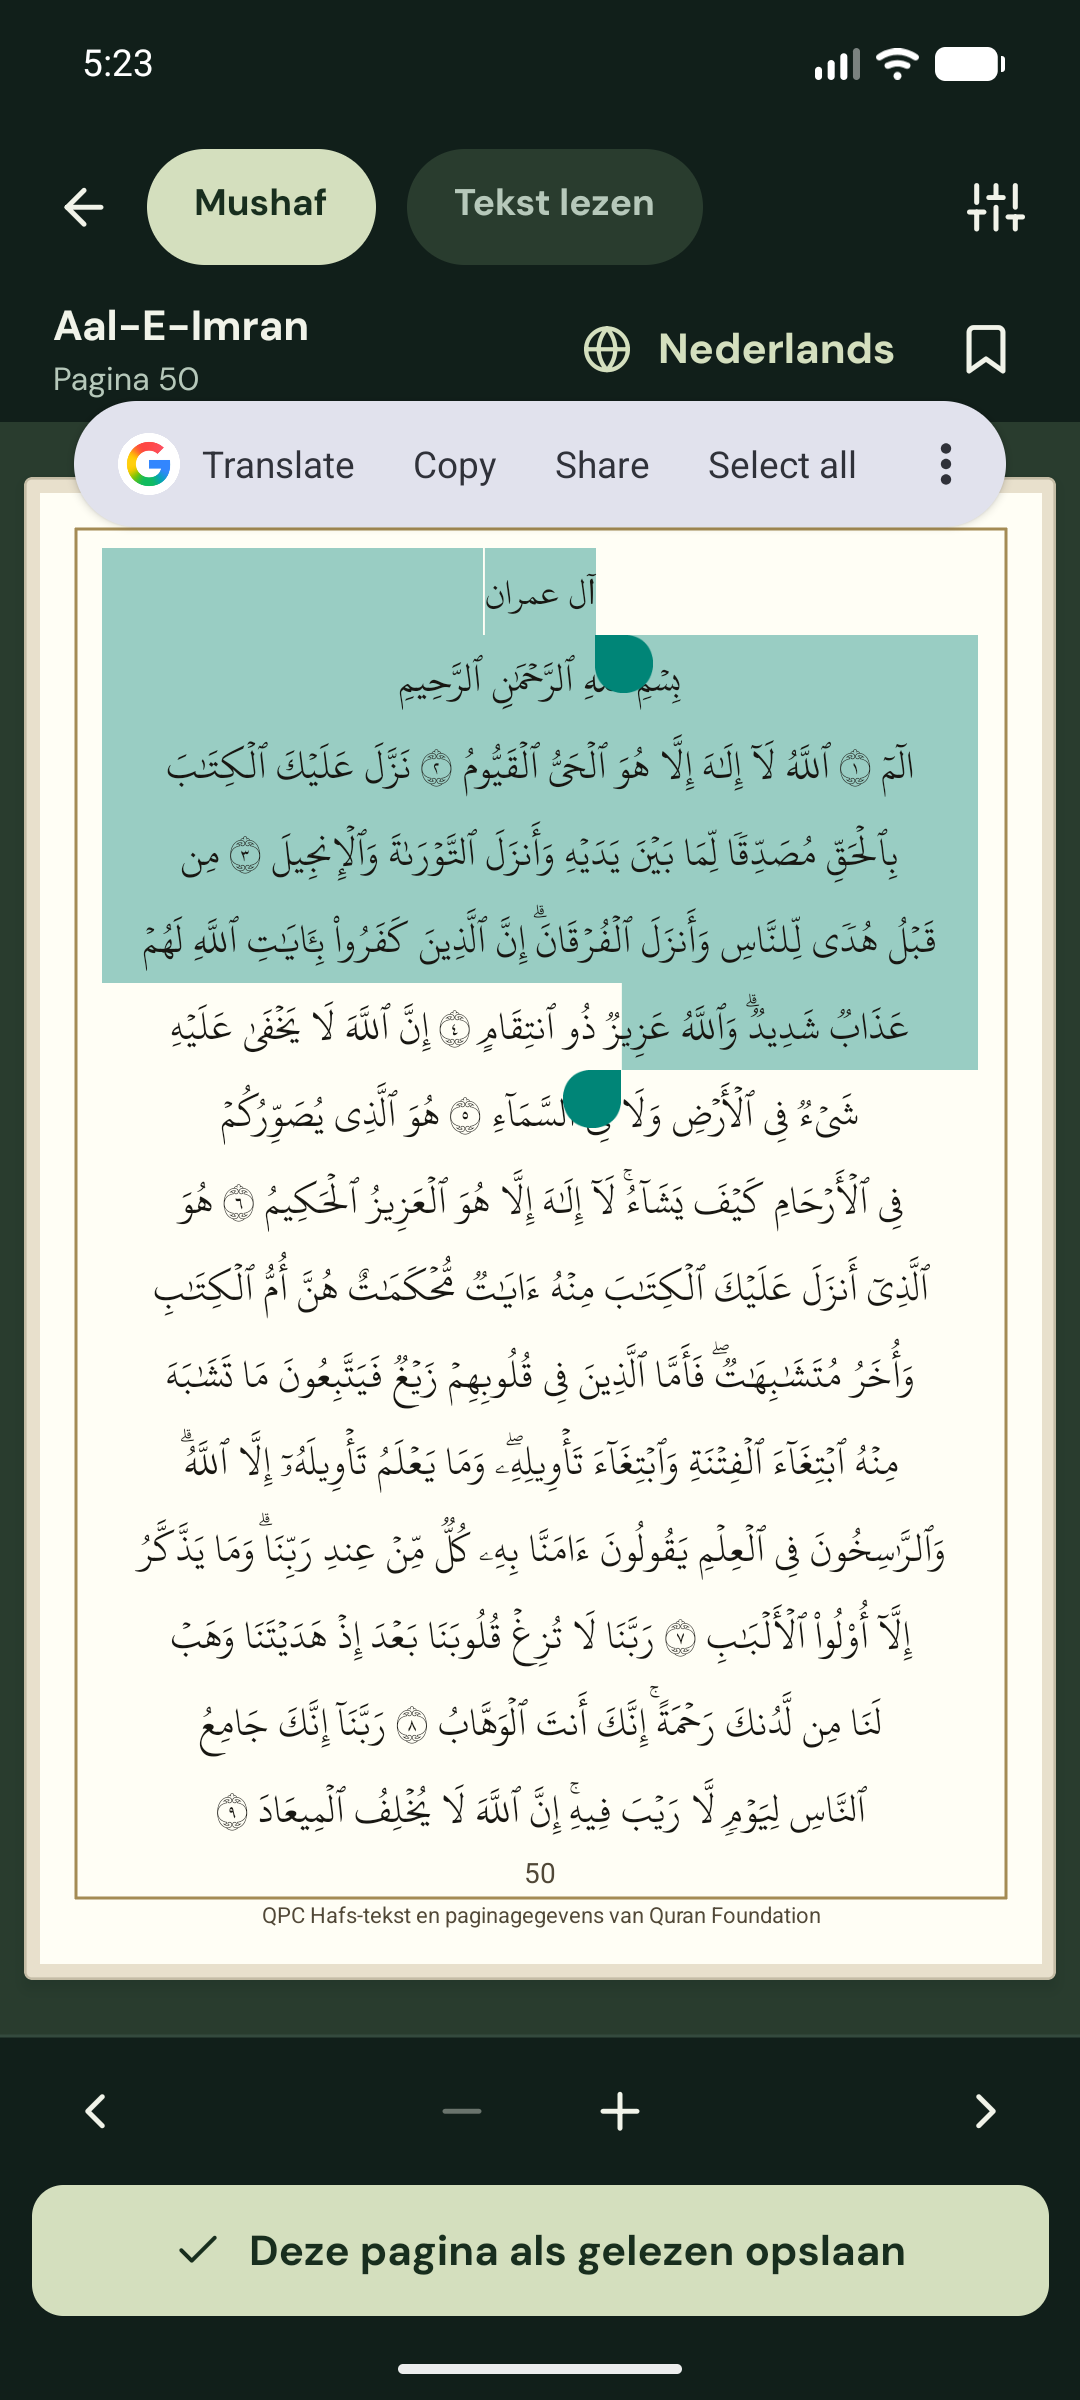 5:23
Mushaf
Tekst lezen
Aal-E-Imran
Pagina 50
Nederlands
Translate
Copy
Share
Select all
آل عمران
بِسۡمِ ٱلرَّحۡمَٰنِ ٱلرَّحِيمِ
الٓمٓ ١ ٱللَّهُ لَآ إِلَٰهَ إِلَّا هُوَ ٱلۡحَيُّ ٱلۡقَيُّومُ ٢ نَزَّلَ عَلَيۡكَ ٱلۡكِتَٰبَ
بِٱلۡحَقِّ مُصَدِّقٗا لِّمَا بَيۡنَ يَدَيۡهِ وَأَنزَلَ ٱلتَّوۡرَىٰةَ وَٱلۡإِنجِيلَ ٣ مِن
قَبۡلُ هُدٗى لِّلنَّاسِ وَأَنزَلَ ٱلۡفُرۡقَانَۗ إِنَّ ٱلَّذِينَ كَفَرُواْ بِـَٔايَٰتِ ٱللَّهِ لَهُمۡ
عَذَابٞ شَدِيدٞۗ وَٱللَّهُ عَزِيزٞ ذُو ٱنتِقَامٍ ٤ إِنَّ ٱللَّهَ لَا يَخۡفَىٰ عَلَيۡهِ
شَيۡءٞ فِي ٱلۡأَرۡضِ وَلَا ٱلسَّمَآءِ ٥ هُوَ ٱلَّذِي يُصَوِّرُكُمۡ
فِي ٱلۡأَرۡحَامِ كَيۡفَ يَشَآءُۚ لَآ إِلَٰهَ إِلَّا هُوَ ٱلۡعَزِيزُ ٱلۡحَكِيمُ ٦ هُوَ
ٱلَّذِيٓ أَنزَلَ عَلَيۡكَ ٱلۡكِتَٰبَ مِنۡهُ ءَايَٰتٞ مُّحۡكَمَٰتٌ هُنَّ أُمُّ ٱلۡكِتَٰبِ
وَأُخَرُ مُتَشَٰبِهَٰتٞۖ فَأَمَّا ٱلَّذِينَ فِي قُلُوبِهِمۡ زَيۡغٞ فَيَتَّبِعُونَ مَا تَشَٰبَهَ
مِنۡهُ ٱبۡتِغَآءَ ٱلۡفِتۡنَةِ وَٱبۡتِغَآءَ تَأۡوِيلِهِۦۖ وَمَا يَعۡلَمُ تَأۡوِيلَهُۥٓ إِلَّا ٱللَّهُۗ
وَٱلرَّٰسِخُونَ فِي ٱلۡعِلۡمِ يَقُولُونَ ءَامَنَّا بِهِۦ كُلّٞ مِّنۡ عِندِ رَبِّنَاۗ وَمَا يَذَّكَّرُ
إِلَّآ أُوْلُواْ ٱلۡأَلۡبَٰبِ ٧ رَبَّنَا لَا تُزِغۡ قُلُوبَنَا بَعۡدَ إِذۡ هَدَيۡتَنَا وَهَبۡ
لَنَا مِن لَّدُنكَ رَحۡمَةًۚ إِنَّكَ أَنتَ ٱلۡوَهَّابُ ٨ رَبَّنَآ إِنَّكَ جَامِعُ
ٱلنَّاسِ لِيَوۡمٖ لَّا رَيۡبَ فِيهِۚ إِنَّ ٱللَّهَ لَا يُخۡلِفُ ٱلۡمِيعَادَ ٩
50
QPC Hafs-tekst en paginagegevens van Quran Foundation
Deze pagina als gelezen opslaan